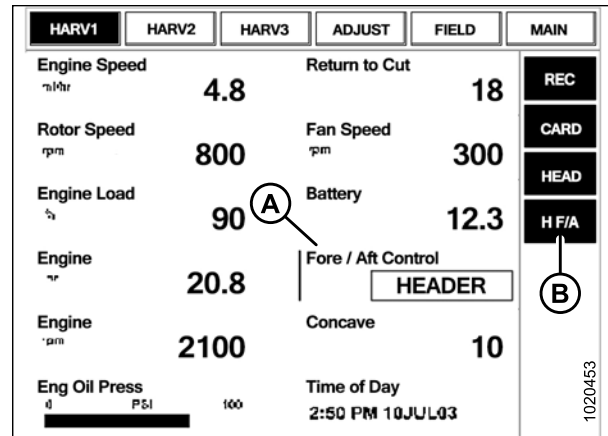 HARV1 HARV2 HARV3 ADJUST FIELD MAIN
Engine Speed Return to Cut REC
4.8 18
Rotor Speed Fan Speed CARD
rpm rpm
800 300
HEAD
Engine Load Battery
90 A 12.3 H F/A
Engine Fore / Aft Control
20.8 HEADER B
Engine Concave
rpm
2100 10
Eng Oil Press Time of Day
0 PSI 100 2:50 PM 10JUL03
1020453